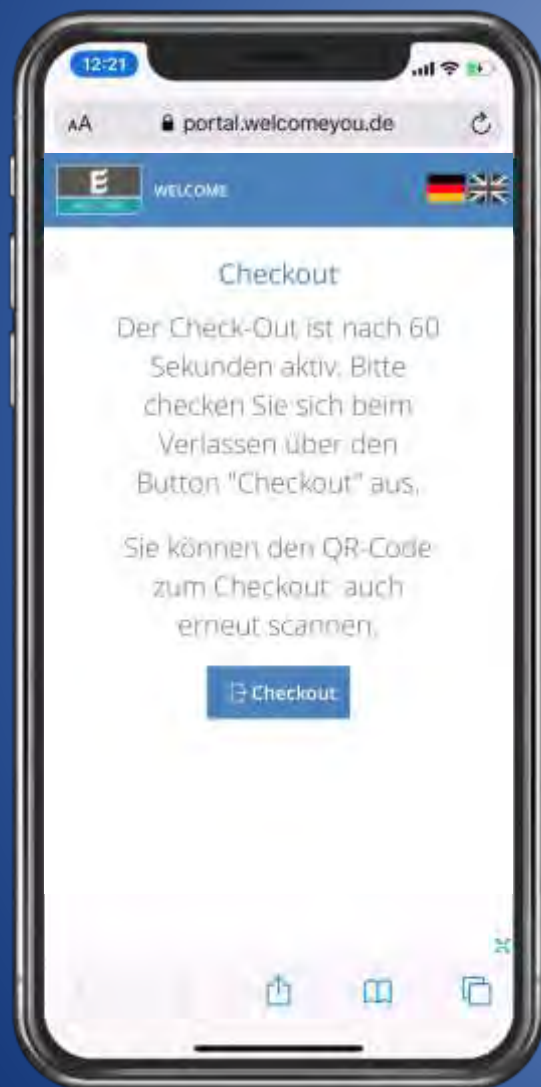 12:21
AA portal.welcomeyou.de
E
WELCOME
Checkout
Der Check-Out ist nach 60
Sekunden aktiv. Bitte
checken Sie sich beim
Verlassen über den
Button "Checkout" aus.
Sie können den QR-Code
zum Checkout auch
erneut scannen.
Checkout